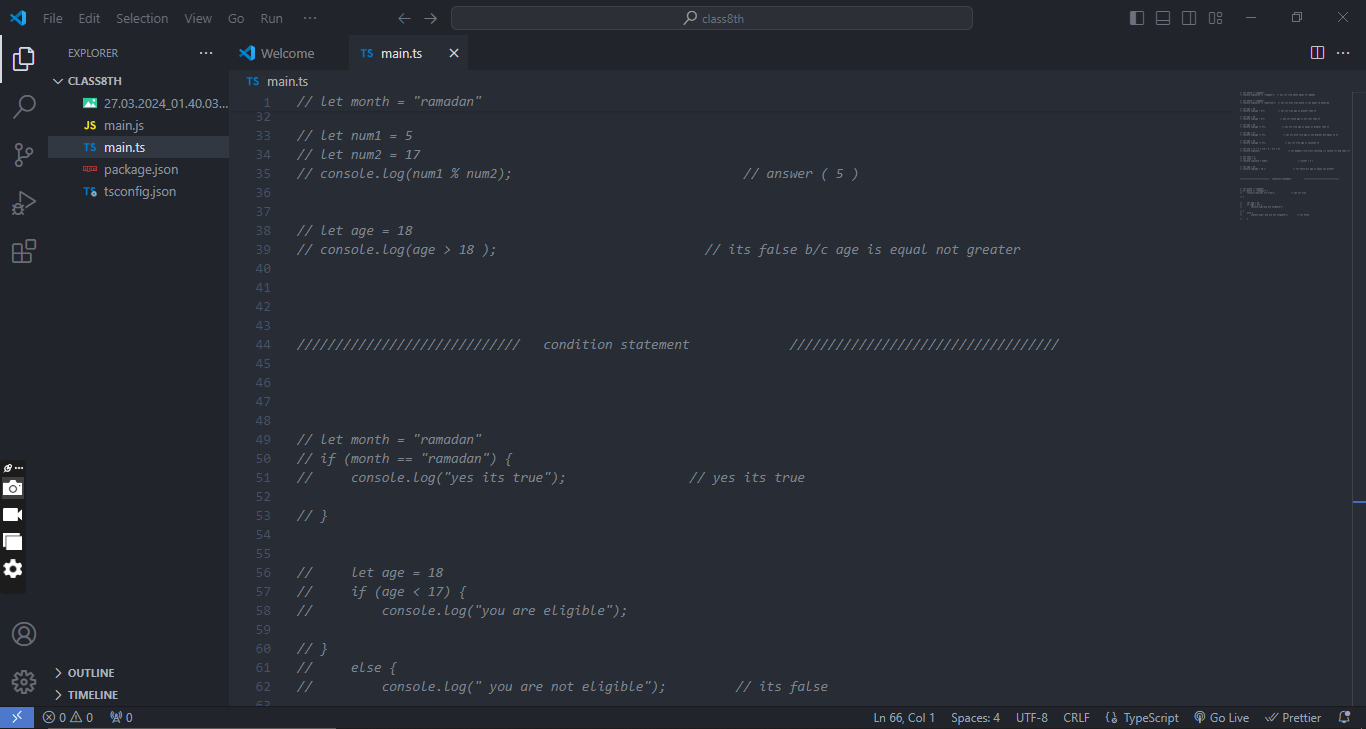 File Edit Selection View Go Run ··· class8th
EXPLORER ···
CLASS8TH
27.03.2024_01.40.03...
JS main.js
TS main.ts
package.json
TS tsconfig.json
OUTLINE
TIMELINE
Welcome TS main.ts
TS main.ts
1 // let month = "ramadan"
32
33 // let num1 = 5
34 // let num2 = 17
35 // console.log(num1 % num2); // answer ( 5 )
36
37
38 // let age = 18
39 // console.log(age > 18 ); // its false b/c age is equal not greater
40
41
42
43
44 ///////////////////////////// condition statement ///////////////////////////////////
45
46
47
48
49 // let month = "ramadan"
50 // if (month == "ramadan") {
51 // console.log("yes its true"); // yes its true
52
53 // }
54
55
56 // let age = 18
57 // if (age < 17) {
58 // console.log("you are eligible");
59
60 // }
61 // else {
62 // console.log(" you are not eligible"); // its false
63
0 0 0 Ln 66, Col 1 Spaces: 4 UTF-8 CRLF {} TypeScript Go Live Prettier